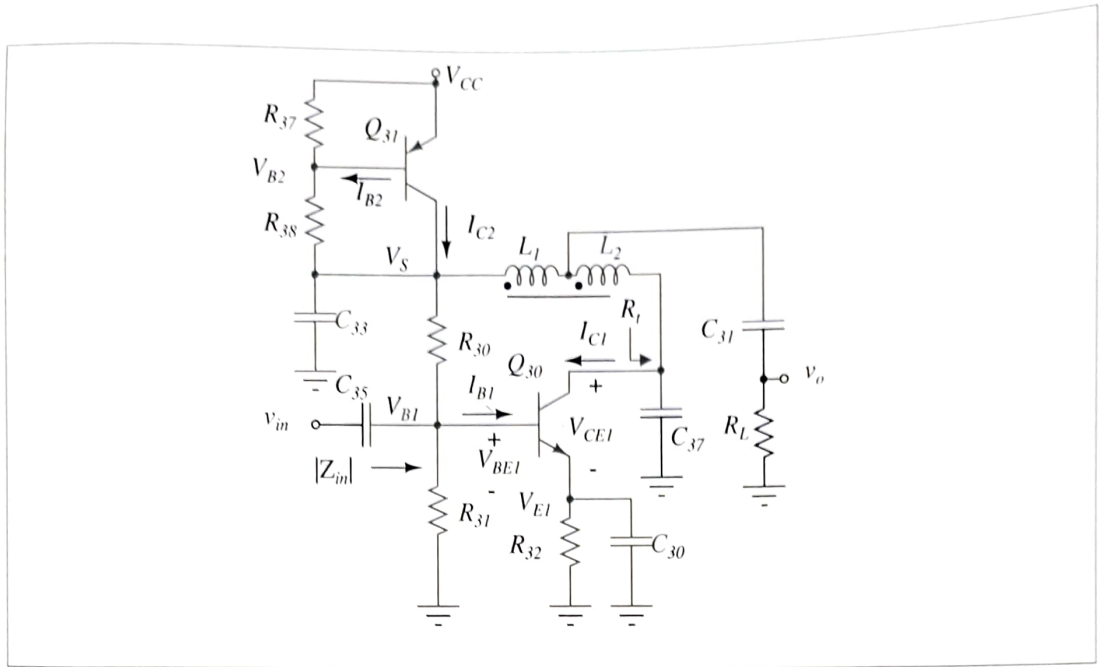 V_CC
R_37
Q_31
V_B2
I_B2
R_38
I_C2
V_S
L_1
L_2
C_33
R_30
R_t
I_C1
C_31
Q_30
+
v_o
C_35
V_B1
I_B1
v_in
V_CE1
C_37
R_L
+
V_BE1
-
|Z_in|
-
V_E1
R_31
R_32
C_30